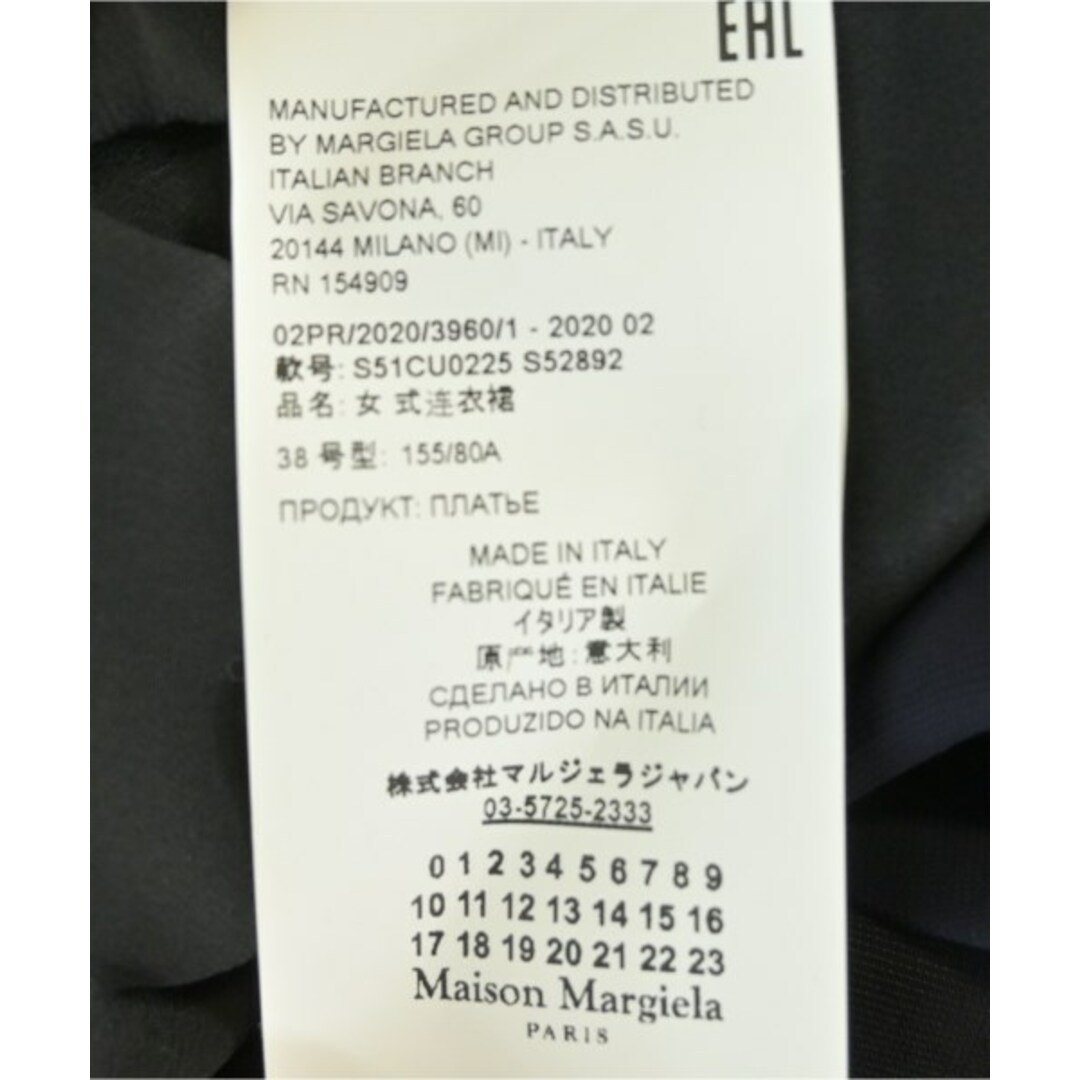 EAC
MANUFACTURED AND DISTRIBUTED
BY MARGIELA GROUP S.A.S.U.
ITALIAN BRANCH
VIA SAVONA, 60
20144 MILANO (MI) - ITALY
RN 154909
02PR/2020/3960/1 - 2020 02
款号: S51CU0225 S52892
品名: 女 式连衣裙
38 号型: 155/80A
ПРОДУКТ: ПЛАТЬЕ
MADE IN ITALY
FABRIQUÉ EN ITALIE
イタリア製
原产地:意大利
СДЕЛАНО В ИТАЛИИ
PRODUZIDO NA ITALIA
株式会社マルジェラジャパン
03-5725-2333
0 1 2 3 4 5 6 7 8 9
10 11 12 13 14 15 16
17 18 19 20 21 22 23
Maison Margiela
PARIS